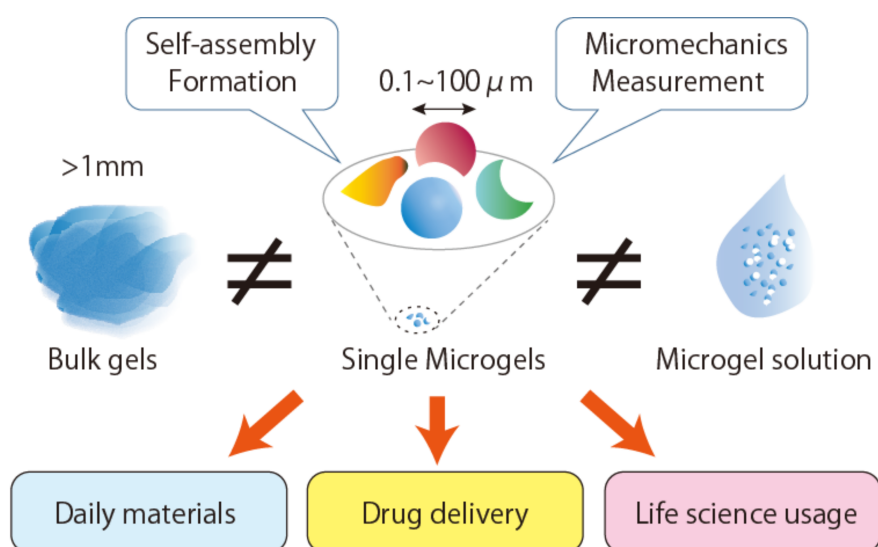 Self-assembly
Formation
Micromechanics
Measurement
0.1~100 μ m
>1mm
≠
≠
Bulk gels
Single Microgels
Microgel solution
Daily materials
Drug delivery
Life science usage